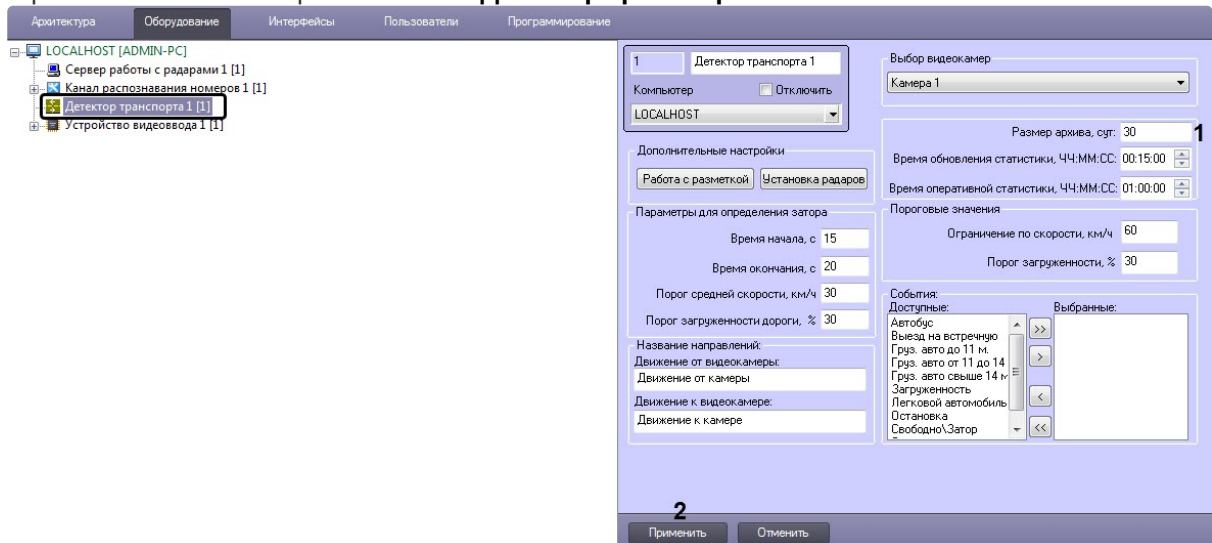 Архитектура Оборудование Интерфейсы Пользователи Программирование
LOCALHOST [ADMIN-PC]
Сервер работы с радарами 1 [1]
Канал распознавания номеров 1 [1]
Детектор транспорта 1 [1]
Устройство видеоввода 1 [1]
1 Детектор транспорта 1
Компьютер Отключить
LOCALHOST
Дополнительные настройки
Работа с разметкой Установка радаров
Параметры для определения затора
Время начала, с 15
Время окончания, с 20
Порог средней скорости, км/ч 30
Порог загруженности дороги, % 30
Название направлений:
Движение от видеокамеры:
Движение от камеры
Движение к видеокамере:
Движение к камере
Выбор видеокамер
Камера 1
Размер архива, сут: 30 1
Время обновления статистики, ЧЧ:ММ:СС: 00:15:00
Время оперативной статистики, ЧЧ:ММ:СС: 01:00:00
Пороговые значения
Ограничение по скорости, км/ч 60
Порог загруженности, % 30
События:
Доступные: Выбранные:
Автобус
Выезд на встречную
Груз. авто до 11 м.
Груз. авто от 11 до 14
Груз. авто свыше 14 м
Загруженность
Легковой автомобиль
Остановка
Свободно\Затор
>>
>
<
<<
2
Применить Отменить